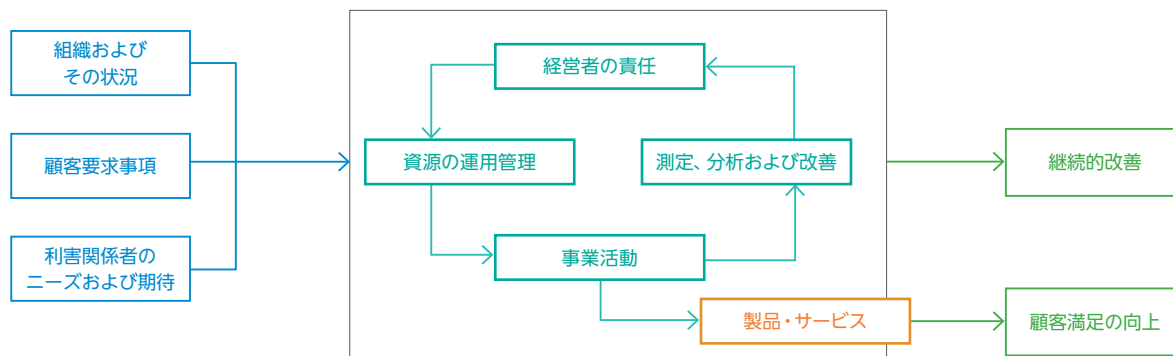 組織および
その状況
顧客要求事項
利害関係者の
ニーズおよび期待
経営者の責任
資源の運用管理
測定、分析および改善
事業活動
製品・サービス
継続的改善
顧客満足の向上